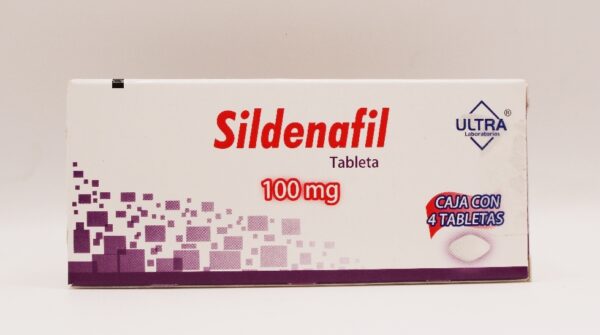 Sildenafil
Tableta
100 mg
ULTRA®
Laboratorios
CAJA CON
4 TABLETAS